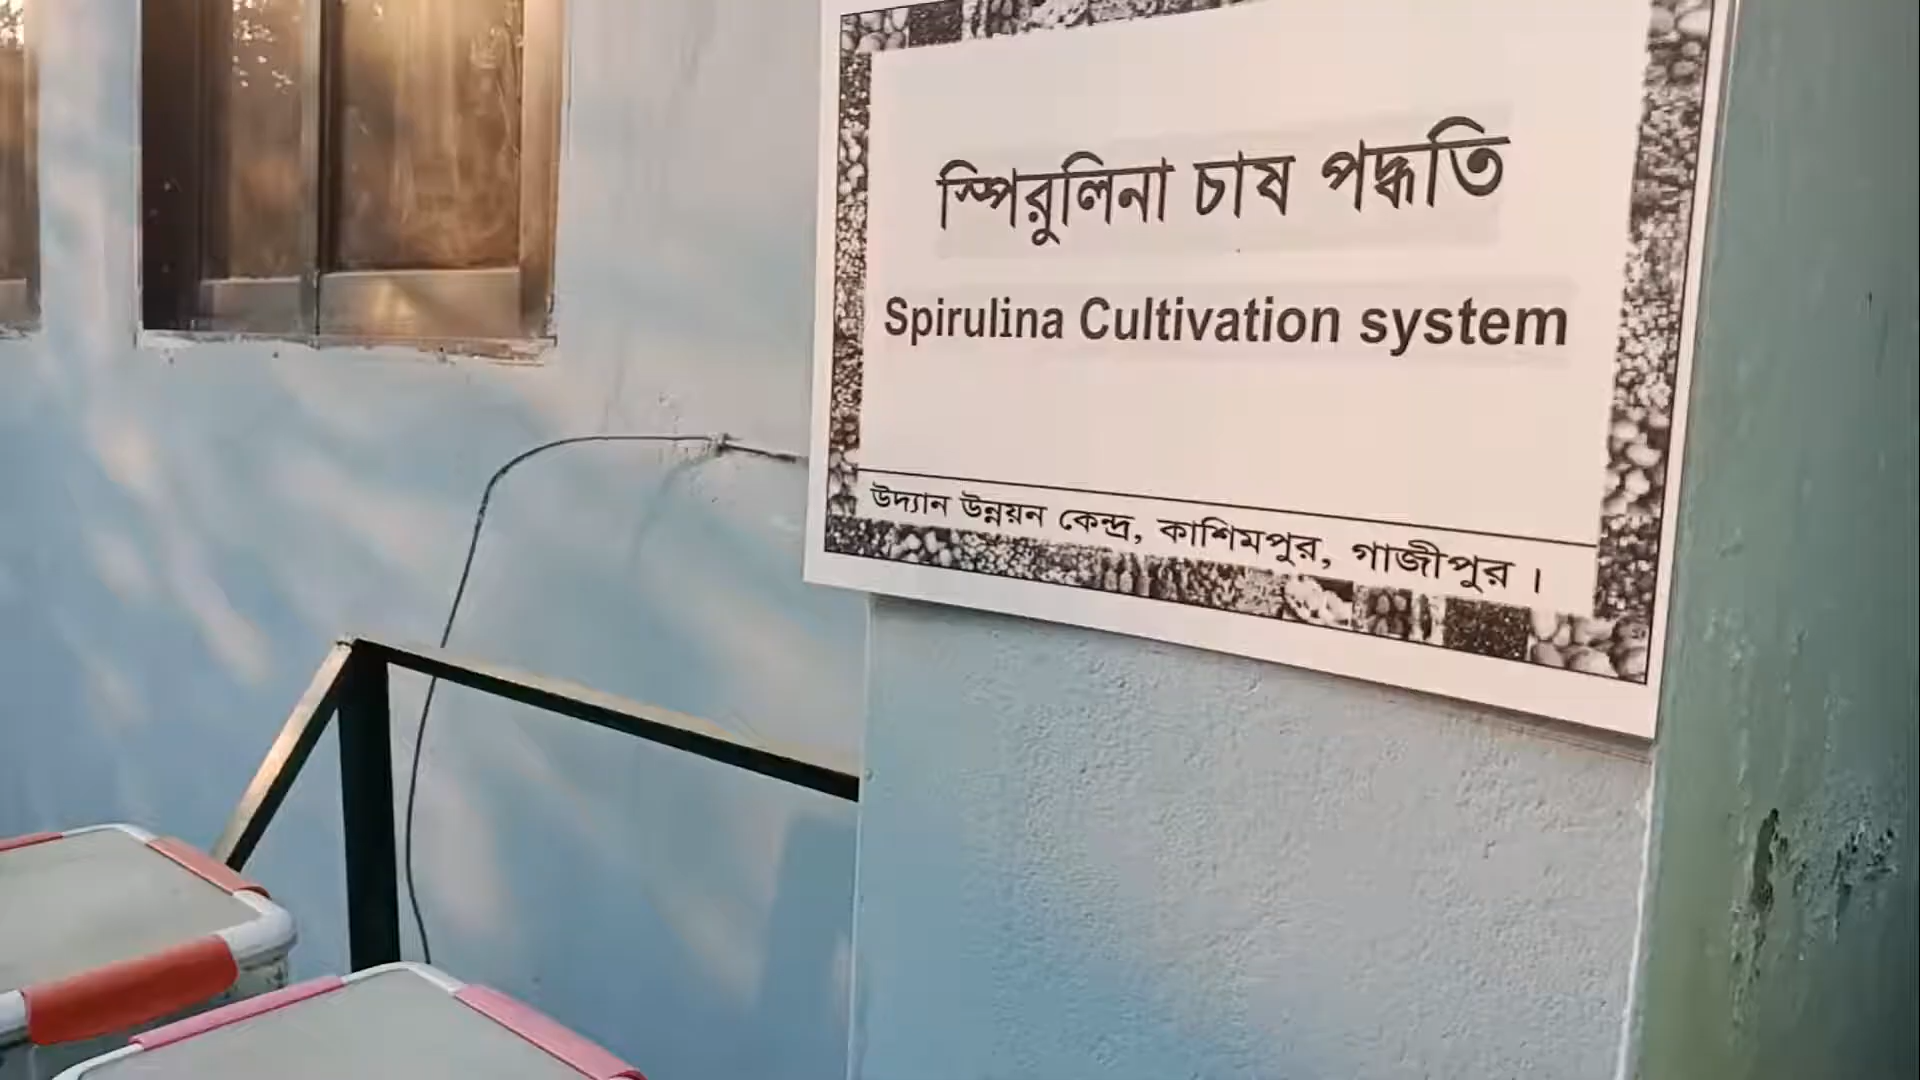 স্পিরুলিনা চাষ পদ্ধতি
Spirulina Cultivation system
উদ্যান উন্নয়ন কেন্দ্র, কাশিমপুর, গাজীপুর ।